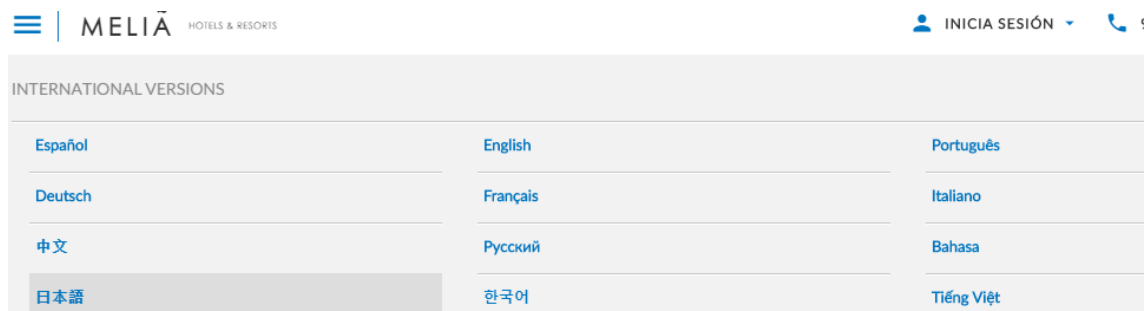 MELIÃ HOTELS & RESORTS INICIA SESIÓN
INTERNATIONAL VERSIONS
Español English Português
Deutsch Français Italiano
中文 Русский Bahasa
日本語 한국어 Tiếng Việt